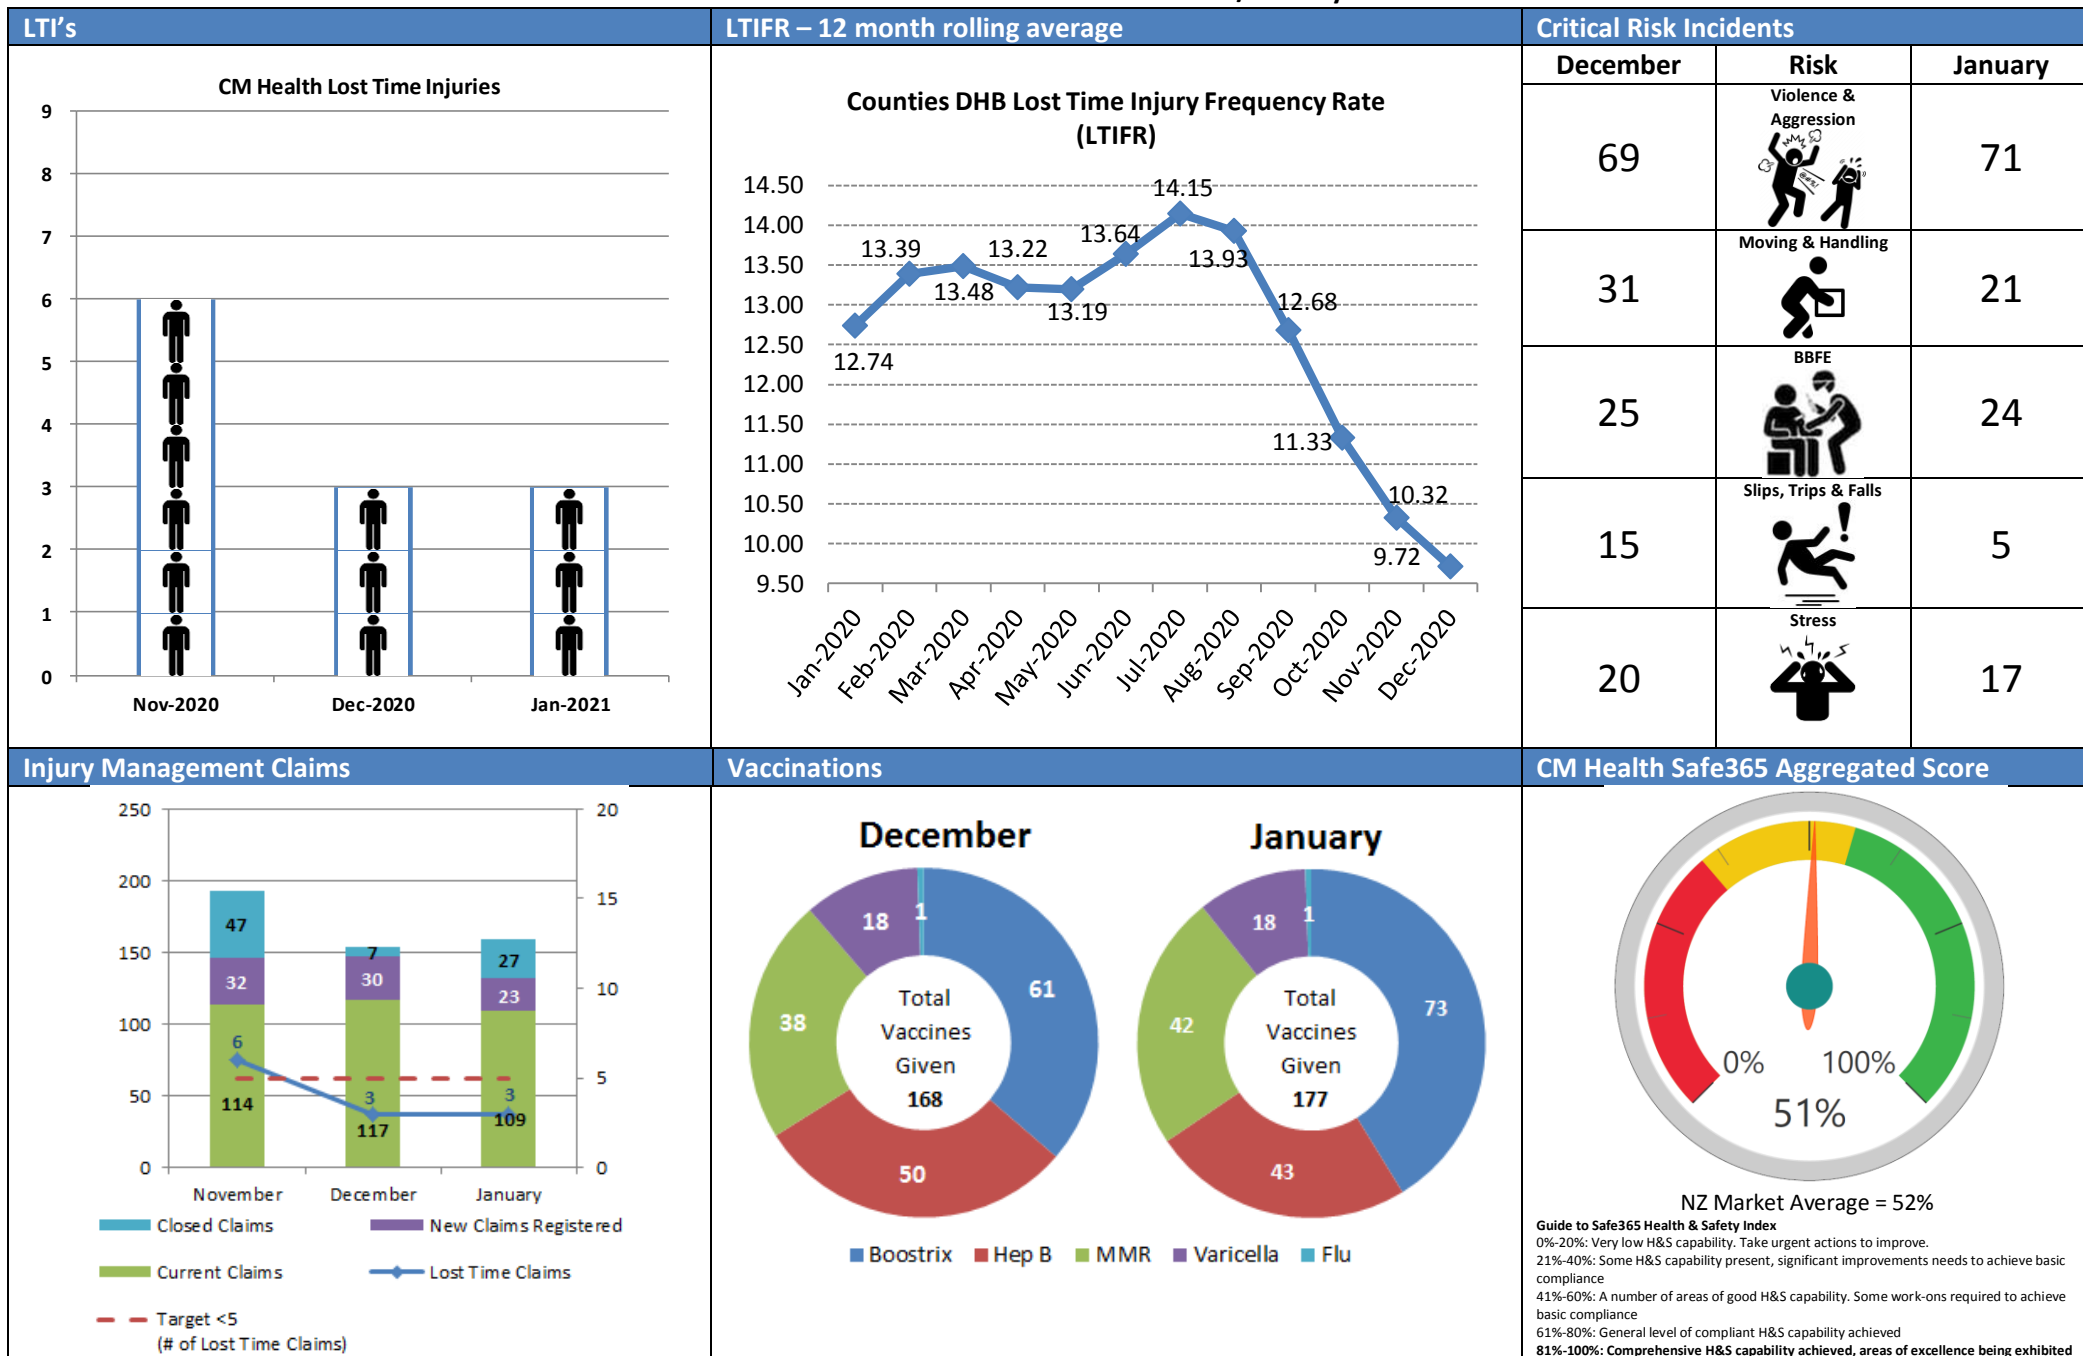 LTI's
CM Health Lost Time Injuries
9
8
7
6
5
4
3
2
1
0
Nov-2020 Dec-2020 Jan-2021
LTIFR – 12 month rolling average
Counties DHB Lost Time Injury Frequency Rate
(LTIFR)
14.50
14.00
13.50
13.00
12.50
12.00
11.50
11.00
10.50
10.00
9.50
12.74
13.39
13.48
13.22
13.19
13.64
14.15
13.93
12.68
11.33
10.32
9.72
Jan-2020
Feb-2020
Mar-2020
Apr-2020
May-2020
Jun-2020
Jul-2020
Aug-2020
Sep-2020
Oct-2020
Nov-2020
Dec-2020
Critical Risk Incidents
December Risk January
Violence &
Aggression
69 71
Moving & Handling
31 21
BBFE
25 24
Slips, Trips & Falls
15 5
Stress
20 17
Injury Management Claims
250
200
150
100
50
0
20
15
10
5
0
47
32
6
114
7
30
3
117
27
23
3
109
November December January
Closed Claims New Claims Registered
Current Claims Lost Time Claims
Target <5
(# of Lost Time Claims)
Vaccinations
December
18
1
61
38
50
Total
Vaccines
Given
168
January
18
1
73
42
43
Total
Vaccines
Given
177
Boostrix Hep B MMR Varicella Flu
CM Health Safe365 Aggregated Score
0% 100%
51%
NZ Market Average = 52%
Guide to Safe365 Health & Safety Index
0%-20%: Very low H&S capability. Take urgent actions to improve.
21%-40%: Some H&S capability present, significant improvements needs to achieve basic
compliance
41%-60%: A number of areas of good H&S capability. Some work-ons required to achieve
basic compliance
61%-80%: General level of compliant H&S capability achieved
81%-100%: Comprehensive H&S capability achieved, areas of excellence being exhibited